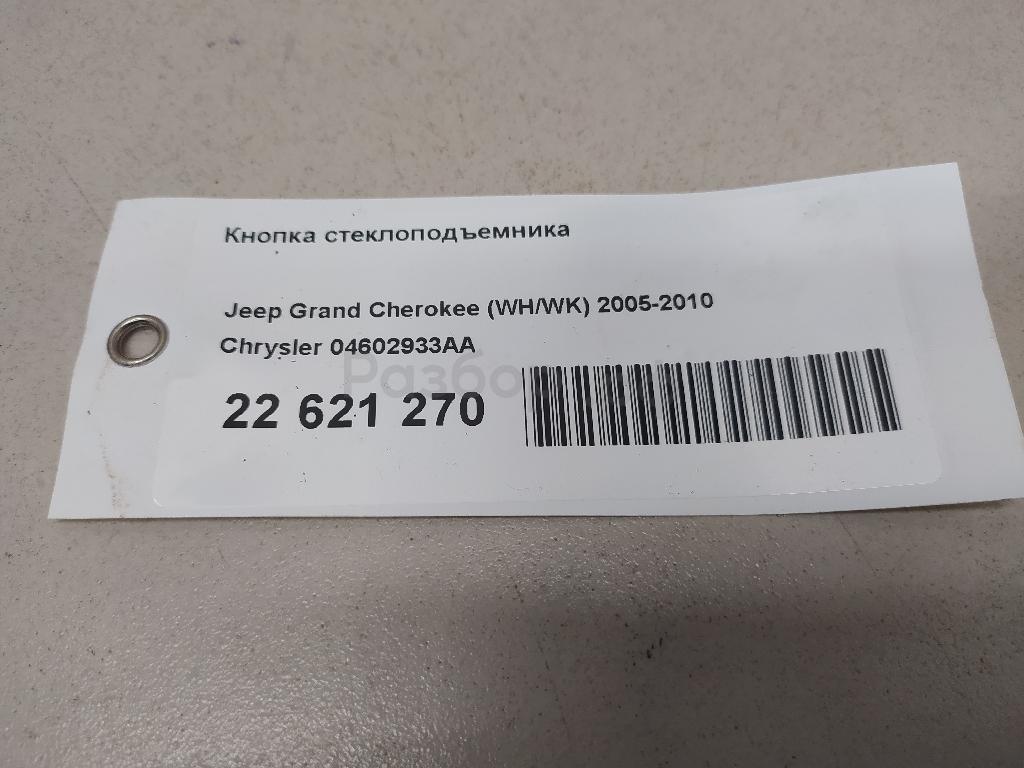 Кнопка стеклоподъемника
Jeep Grand Cherokee (WH/WK) 2005-2010
Chrysler 04602933AA
22 621 270